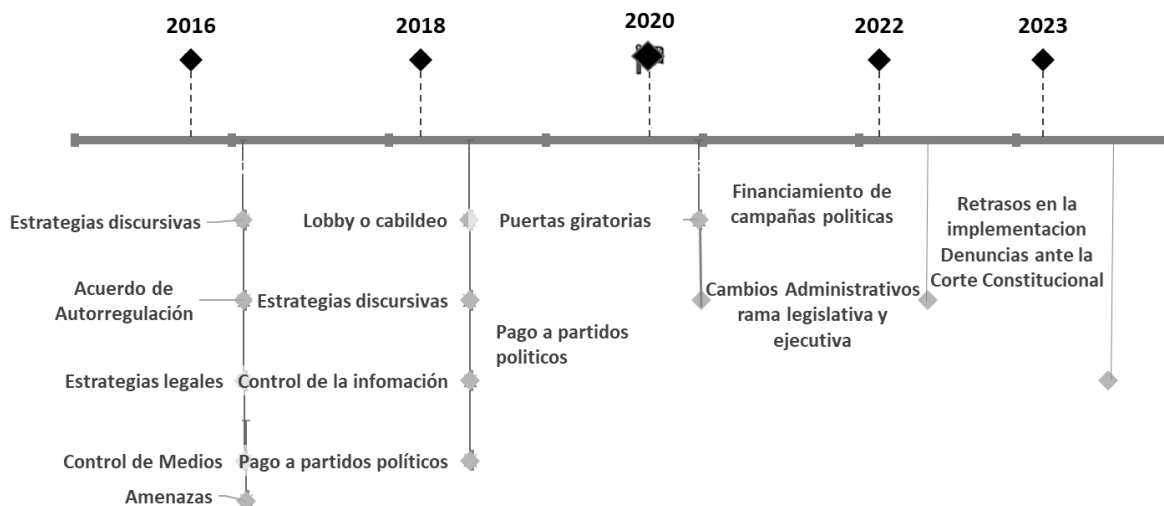 2016
2018
2020
2022
2023
Estrategias discursivas
Acuerdo de
Autorregulación
Estrategias legales
Control de Medios
Amenazas
Lobby o cabildeo
Estrategias discursivas
Control de la infomación
Pago a partidos políticos
Puertas giratorias
Pago a partidos
politicos
Financiamiento de
campañas politicas
Cambios Administrativos
rama legislativa y
ejecutiva
Retrasos en la
implementacion
Denuncias ante la
Corte Constitucional